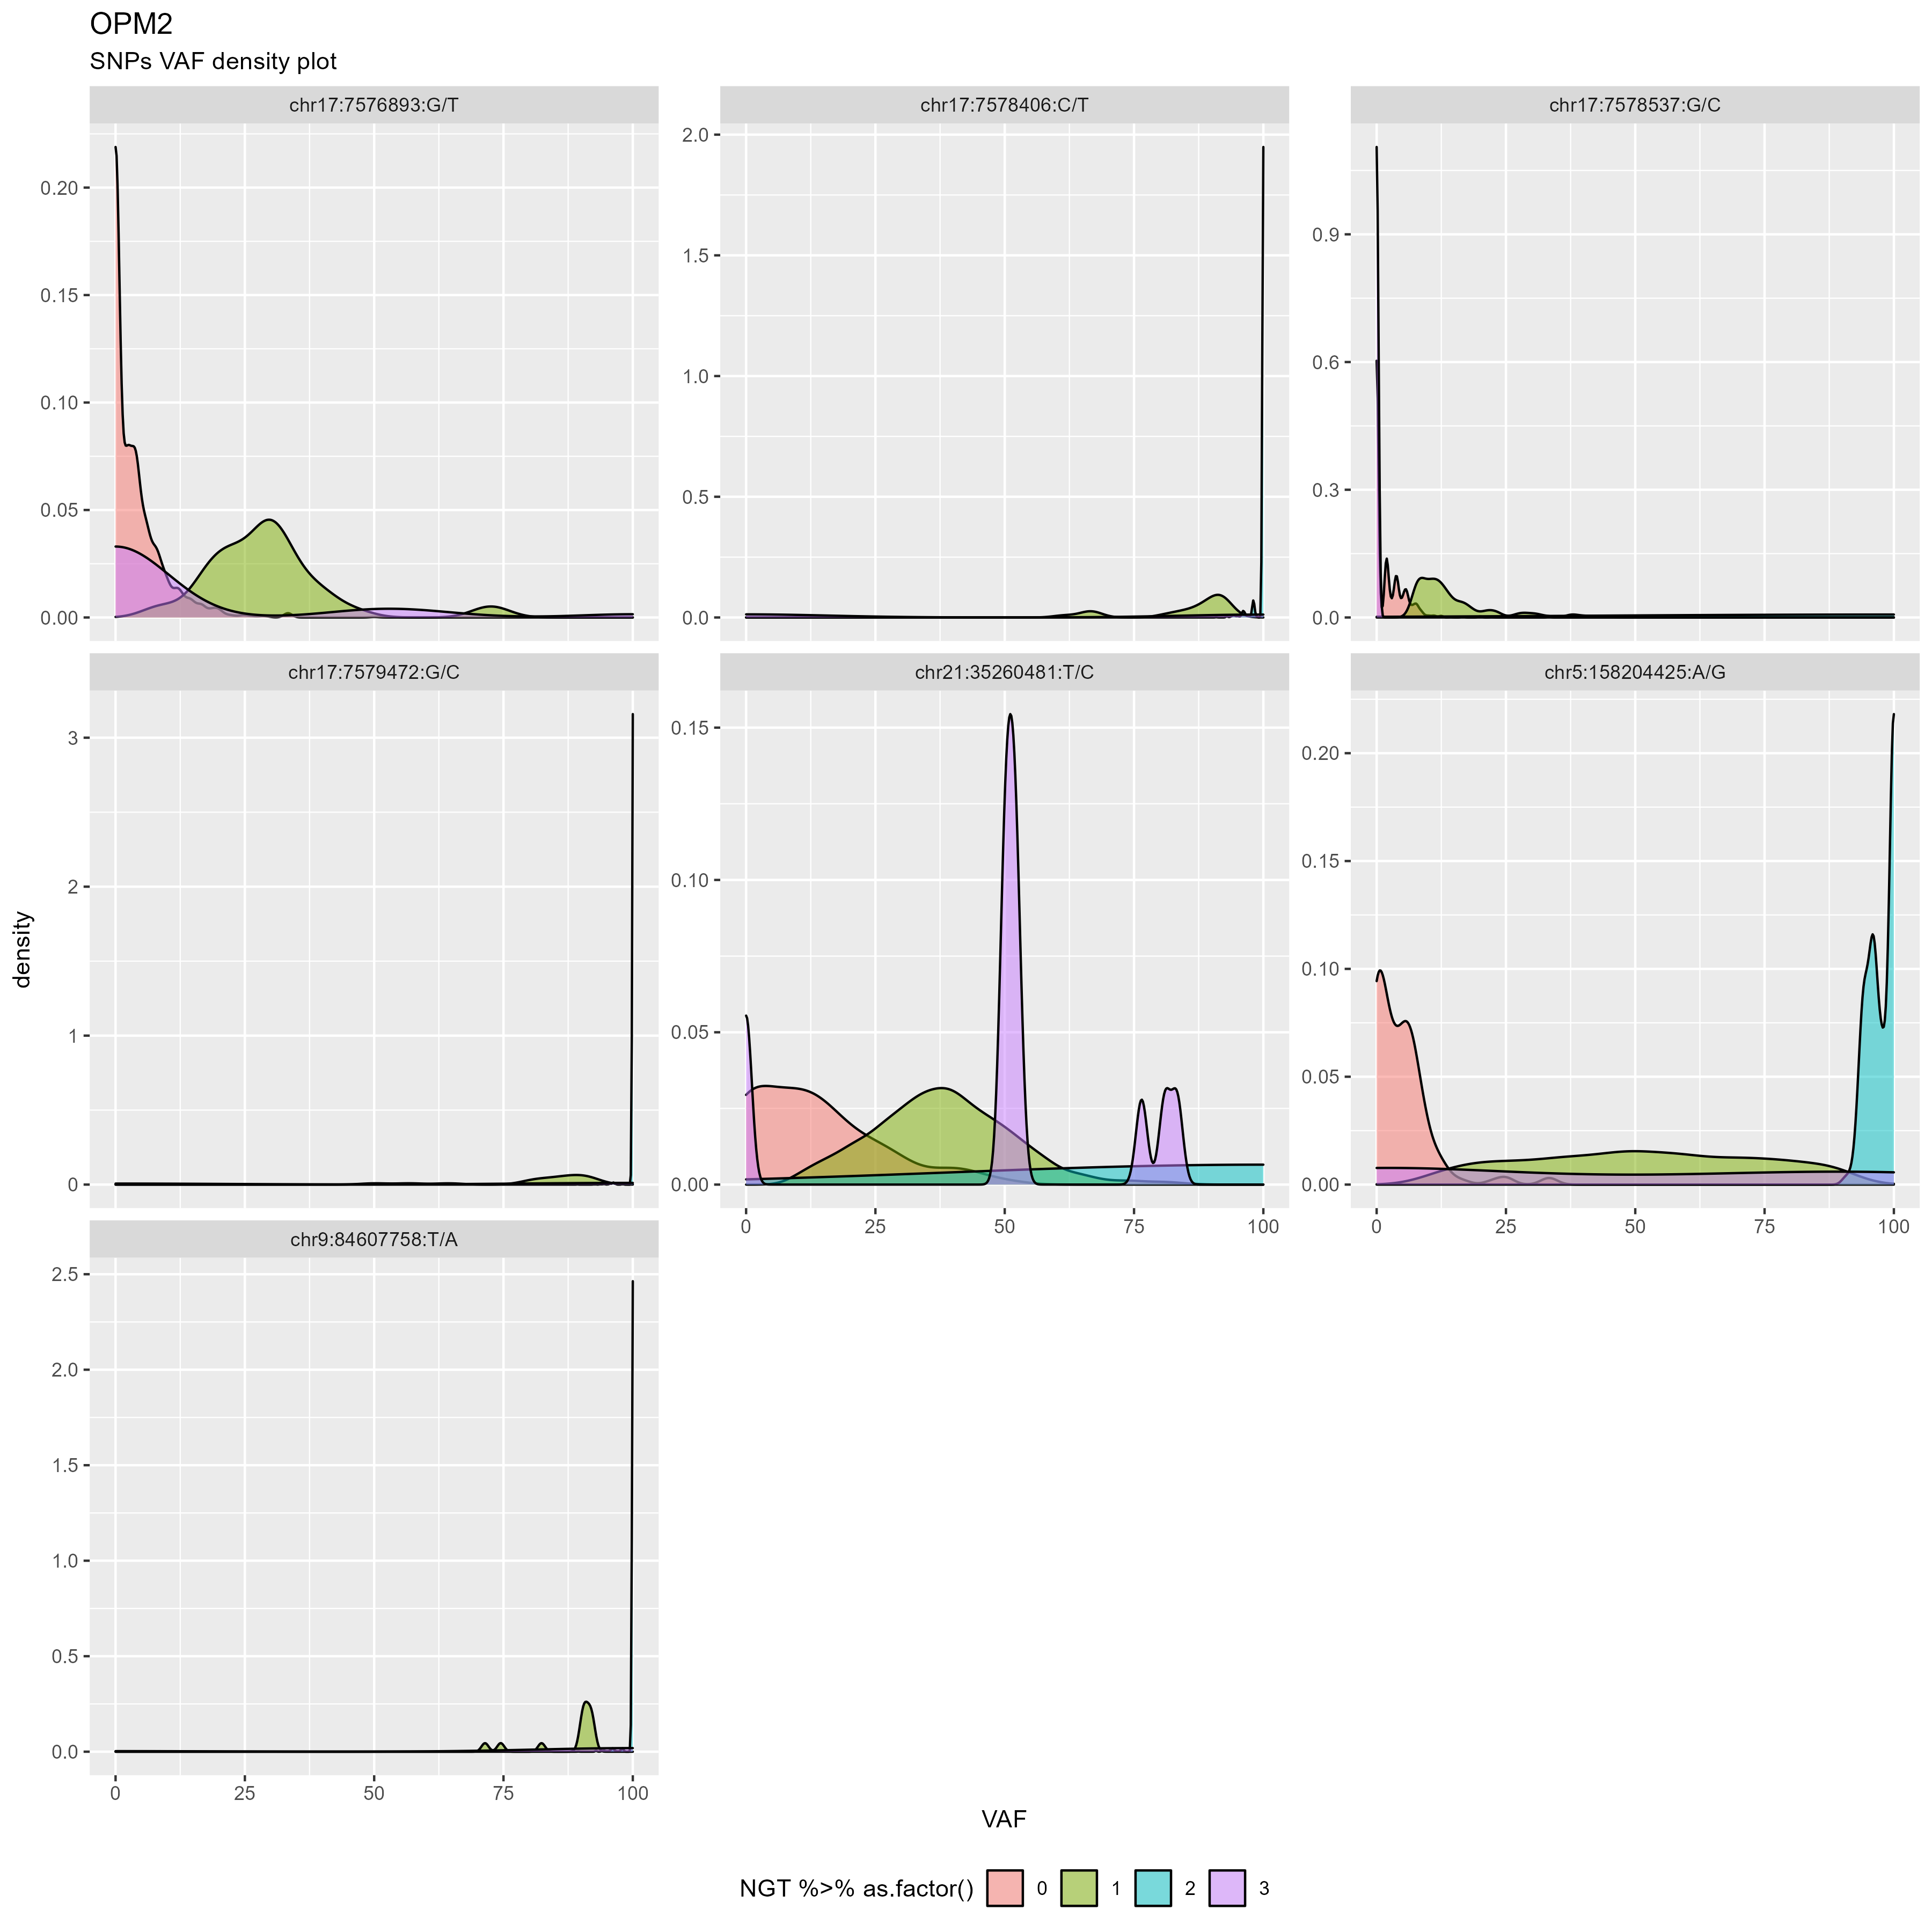 OPM2
SNPs VAF density plot
chr17:7576893:G/T
chr17:7578406:C/T
chr17:7578537:G/C
0.20
0.15
0.10
0.05
0.00
2.0
1.5
1.0
0.5
0.0
0.9
0.6
0.3
0.0
chr17:7579472:G/C
chr21:35260481:T/C
chr5:158204425:A/G
3
2
1
0
0.15
0.10
0.05
0.00
0 25 50 75 100
0.20
0.15
0.10
0.05
0.00
0 25 50 75 100
density
chr9:84607758:T/A
2.5
2.0
1.5
1.0
0.5
0.0
0 25 50 75 100
VAF
NGT %>% as.factor() 0 1 2 3